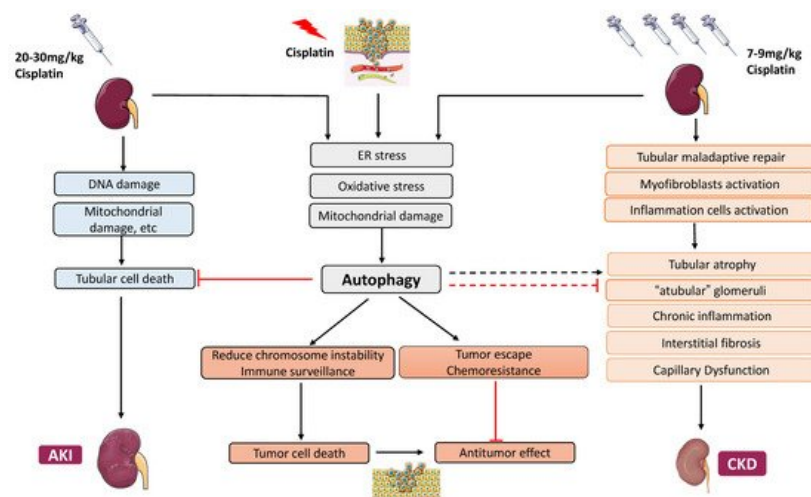 20-30mg/kg
Cisplatin
Cisplatin
7-9mg/kg
Cisplatin
DNA damage
Mitochondrial
damage, etc
Tubular cell death
AKI
ER stress
Oxidative stress
Mitochondrial damage
Autophagy
Reduce chromosome instability
Immune surveillance
Tumor escape
Chemoresistance
Tumor cell death
Antitumor effect
Tubular maladaptive repair
Myofibroblasts activation
Inflammation cells activation
Tubular atrophy
"atubular" glomeruli
Chronic inflammation
Interstitial fibrosis
Capillary Dysfunction
CKD